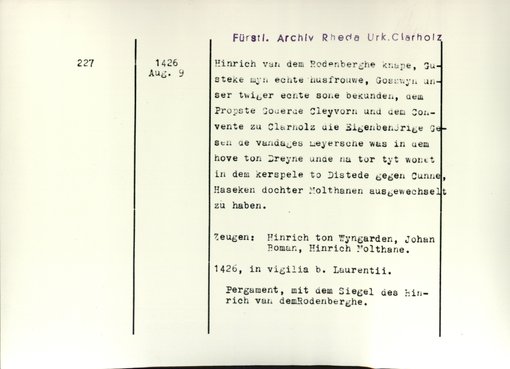 Fürstl. Archiv Rheda Urk.Clarholz
227
1426
Aug. 9
Hinrich van dem Rodenberghe knape, Gu-
steke myn echte husfrouwe, Gosswyn un-
ser twiger echte sone bekunden, dem
Propste Goderde Cleyvorn und dem Con-
vente zu Clarholz die Eigenbehörige Ge-
sen de vandages Meyersche was in dem
hove ton Dreyne unde na tor tyt wonet
in dem kerspele to Distede gegen Cunne,
Haseken dochter Molthanen ausgewechselt
zu haben.
Zeugen: Hinrich ton Wyngarden, Johan
Roman, Hinrich Molthane.
1426, in vigilia b. Laurentii.
Pergament, mit dem Siegel des Hin-
rich van demRodenberghe.